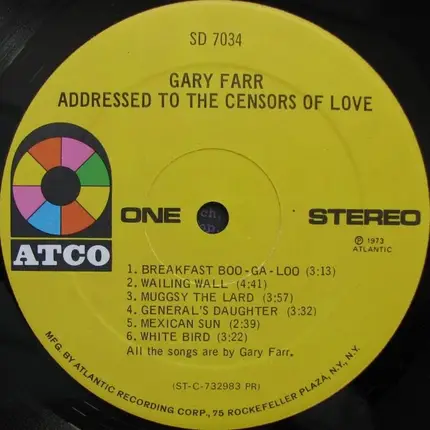 SD 7034
GARY FARR
ADDRESSED TO THE CENSORS OF LOVE
ATCO
ONE
STEREO
Ⓟ 1973
ATLANTIC
1. BREAKFAST BOO-GA-LOO (3:13)
2. WAILING WALL (4:41)
3. MUGGSY THE LARD (3:57)
4. GENERAL'S DAUGHTER (3:32)
5. MEXICAN SUN (2:39)
6. WHITE BIRD (3:22)
All the songs are by Gary Farr.
(ST-C-732983 PR)
MFG. BY ATLANTIC RECORDING CORP., 75 ROCKEFELLER PLAZA, N.Y., N.Y.